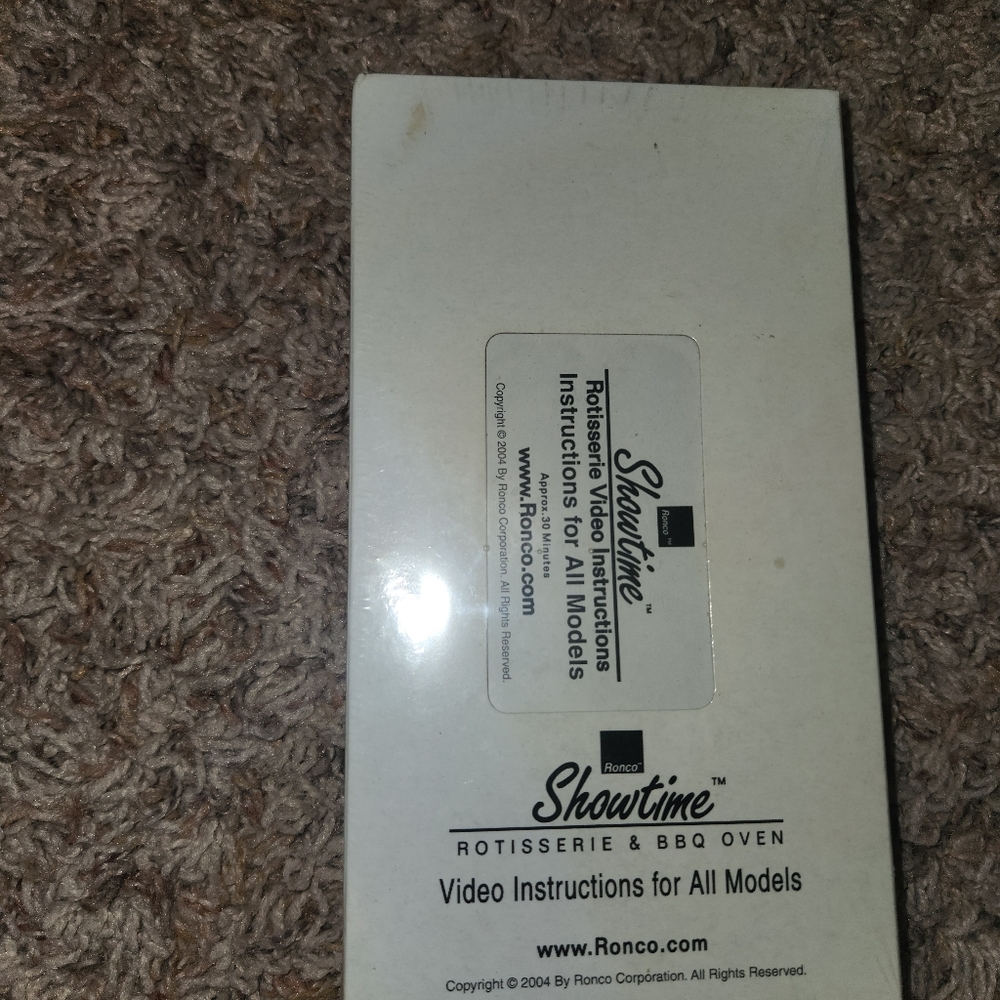 Ronco™
Showtime™
Rotisserie Video Instructions
Instructions for All Models
Approx.30 Minutes
www.Ronco.com
Copyright © 2004 By Ronco Corporation. All Rights Reserved.
Ronco™
Showtime™
ROTISSERIE & BBQ OVEN
Video Instructions for All Models
www.Ronco.com
Copyright © 2004 By Ronco Corporation. All Rights Reserved.